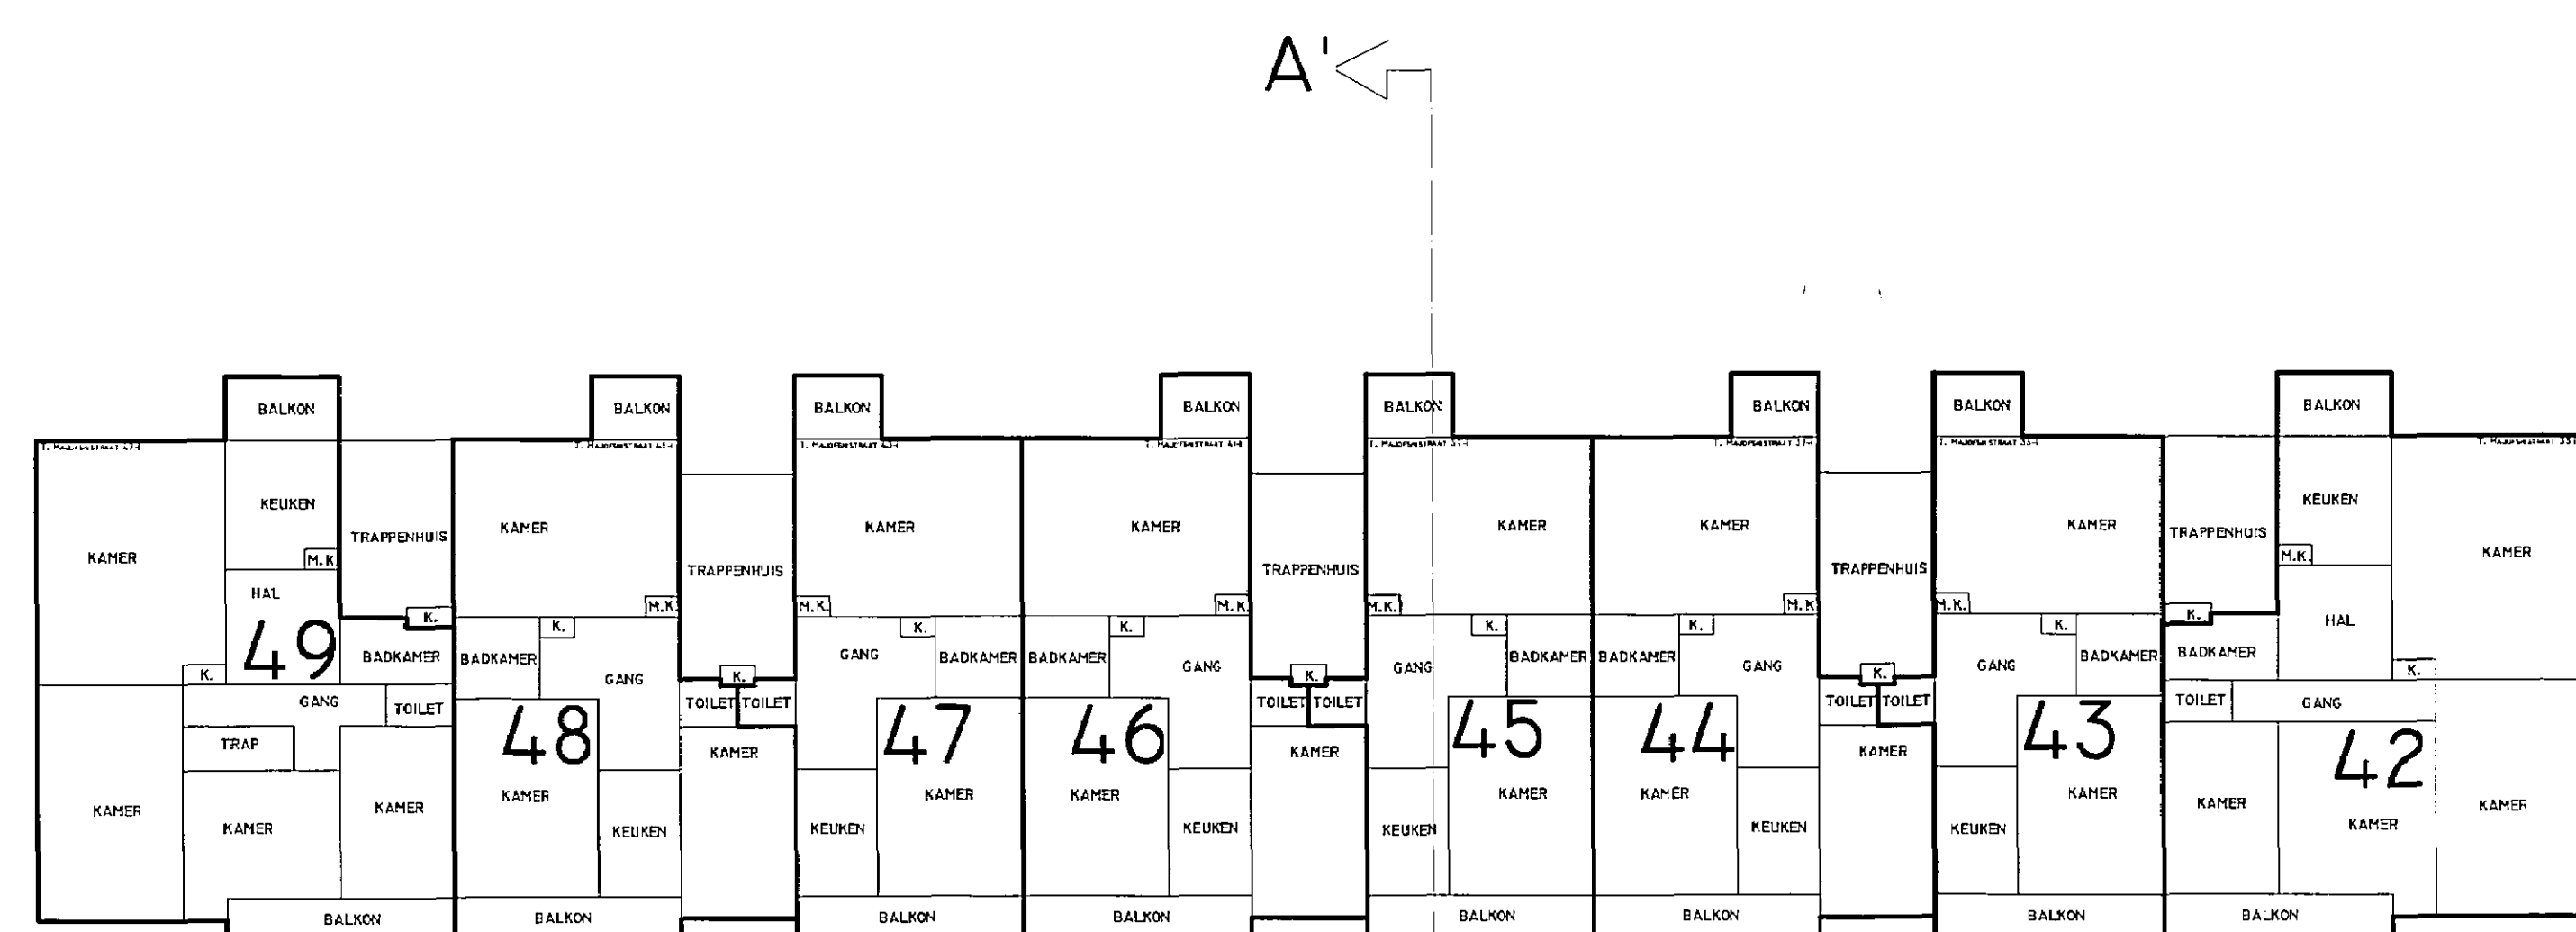 A'
BALKON BALKON BALKON BALKON BALKON BALKON BALKON BALKON
KEUKEN KEUKEN
KAMER KAMER KAMER KAMER KAMER KAMER
TRAPPENHUIS TRAPPENHUIS
KAMER KAMER
M.K. M.K.
TRAPPENHUIS TRAPPENHUIS TRAPPENHUIS
HAL
M.K. M.K. M.K. M.K. M.K. M.K.
K. K. K. K. K. K. K. K.
HAL
49
BADKAMER BADKAMER GANG BADKAMER BADKAMER GANG GANG BADKAMER BADKAMER GANG GANG BADKAMER BADKAMER
K. GANG K. K. K. K.
GANG TOILET TOILET TOILET TOILET TOILET TOILET TOILET TOILET GANG
48 47 46 45 44 43 42
TRAP KAMER KAMER KAMER
KAMER KAMER KAMER KAMER KAMER KAMER KAMER KAMER KAMER KAMER
KAMER KEUKEN KEUKEN KEUKEN KEUKEN KEUKEN KEUKEN KAMER
BALKON BALKON BALKON BALKON BALKON BALKON BALKON BALKON